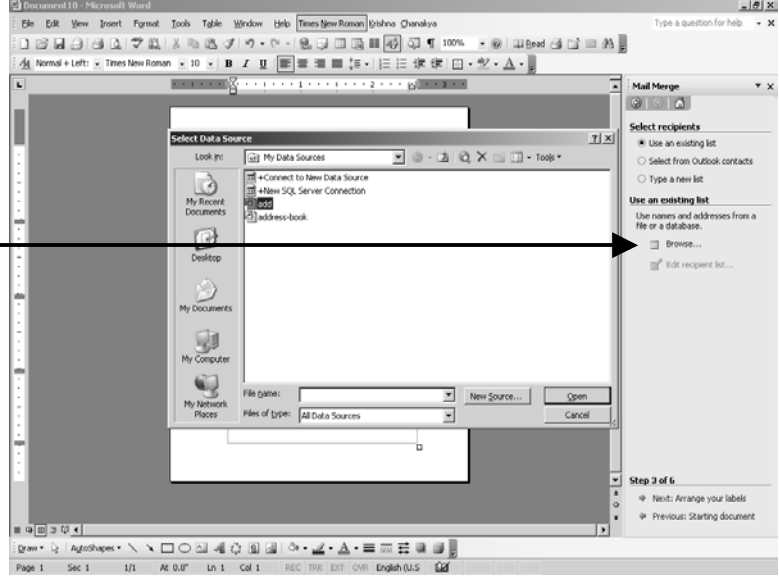 Document10 - Microsoft Word
File Edit View Insert Format Tools Table Window Help Times New Roman Krishna Chanakya
Type a question for help
100% Read
Normal + Left: Times New Roman 10 B I U
Mail Merge
Select recipients
Use an existing list
Select from Outlook contacts
Type a new list
Use an existing list
Use names and addresses from a
file or a database.
Browse...
Edit recipient list...
Select Data Source
Look in: My Data Sources Tools
+Connect to New Data Source
+New SQL Server Connection
add
address-book
My Recent
Documents
Desktop
My Documents
My Computer
My Network
Places
File name: New Source... Open
Files of type: All Data Sources Cancel
Step 3 of 6
Next: Arrange your labels
Previous: Starting document
Draw AutoShapes
Page 1 Sec 1 1/1 At 0.8" Ln 1 Col 1 REC TRK EXT OVR English (U.S